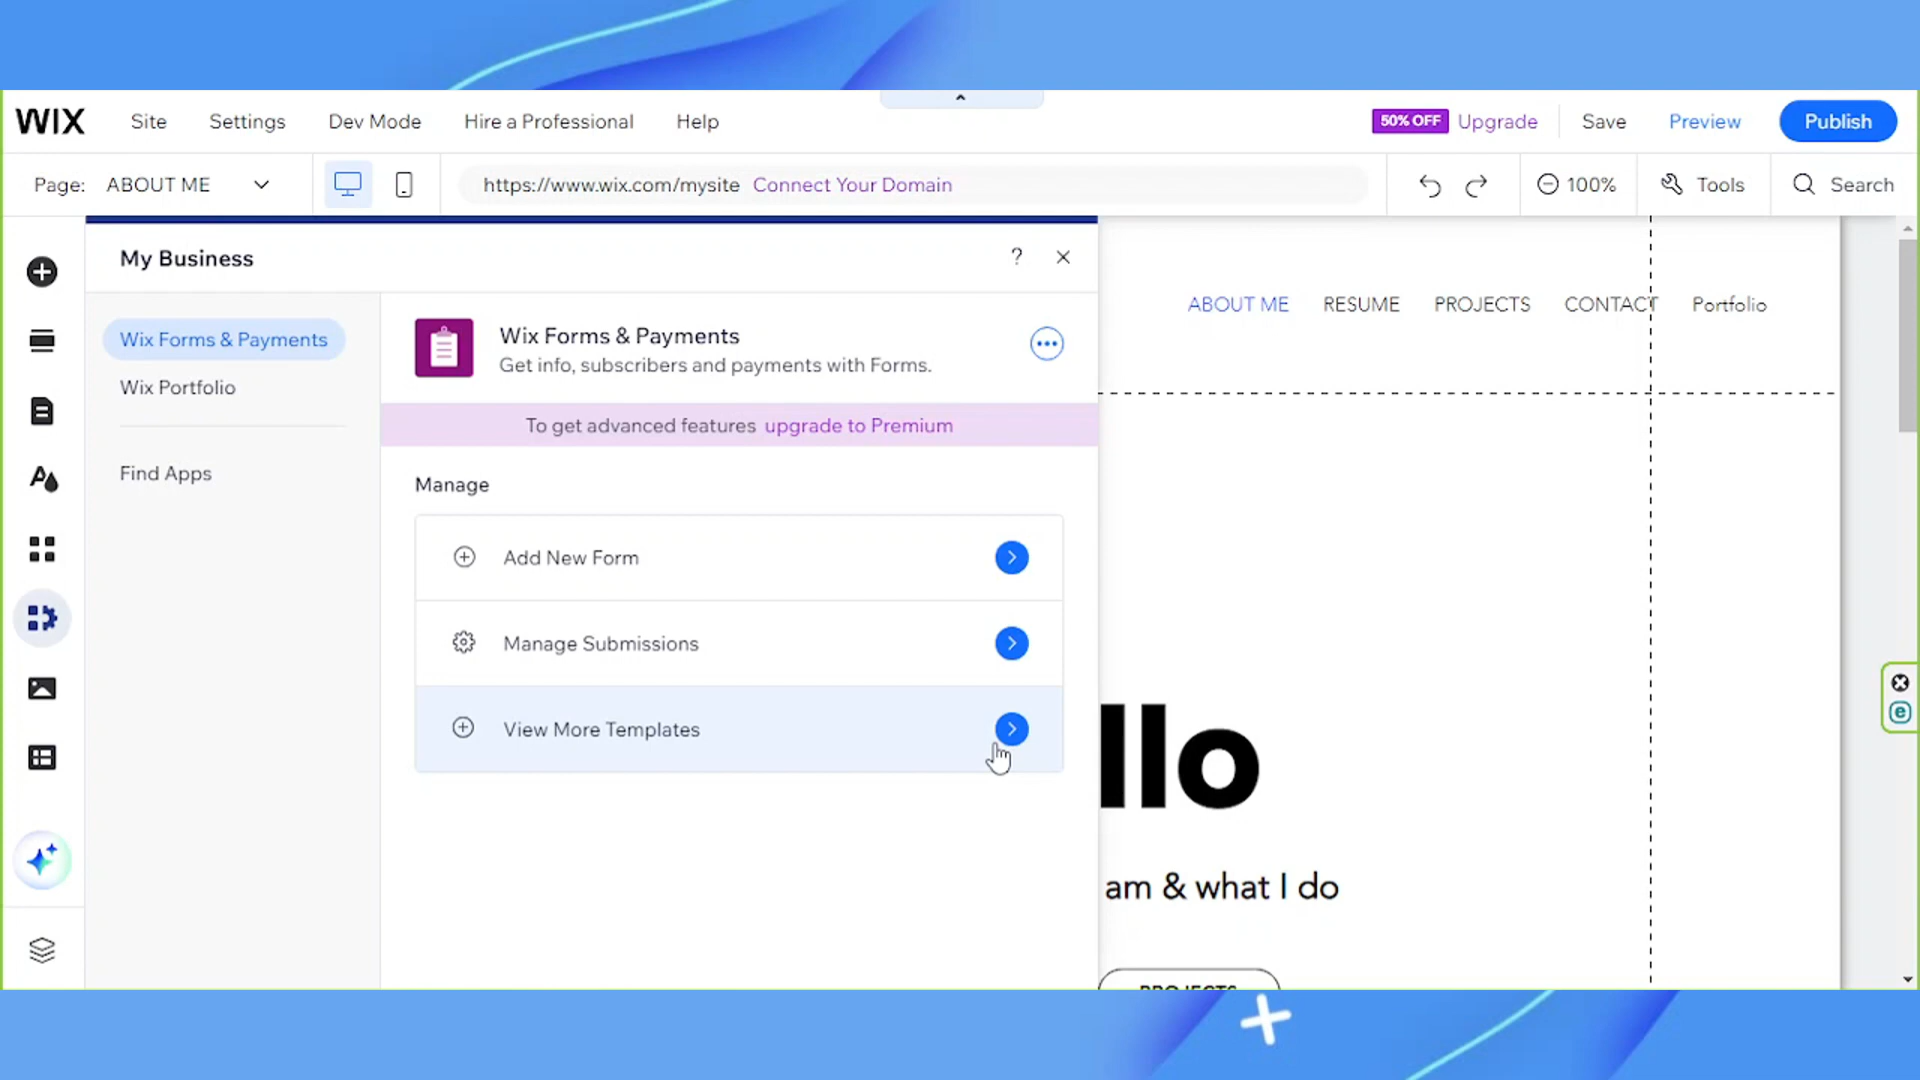 WIX Site Settings Dev Mode Hire a Professional Help 50% OFF Upgrade Save Preview Publish
Page: ABOUT ME https://www.wix.com/mysite Connect Your Domain 100% Tools Search
My Business ?
Wix Forms & Payments
Wix Portfolio
Find Apps
Wix Forms & Payments
Get info, subscribers and payments with Forms.
To get advanced features upgrade to Premium
Manage
Add New Form
Manage Submissions
View More Templates
ABOUT ME RESUME PROJECTS CONTACT Portfolio
llo
am & what I do
PROJECTS